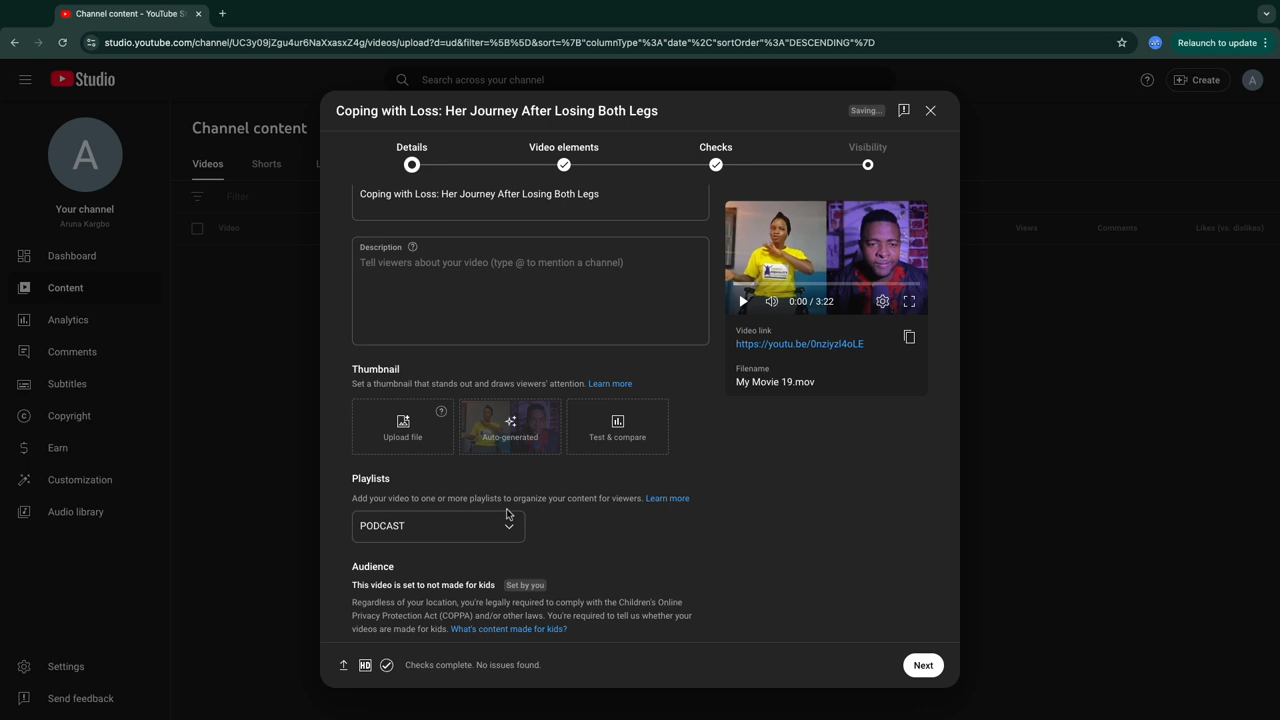 Channel content - YouTube S
studio.youtube.com/channel/UC3y09jZgu4ur6NaXxasxZ4g/videos/upload?d=ud&filter=%5B%5D&sort=%7B"columnType"%3A"date"%2C"sortOrder"%3A"DESCENDING"%7D
Relaunch to update
Studio
Search across your channel
Create
A
A
Your channel
Aruna Kargbo
Dashboard
Content
Analytics
Comments
Subtitles
Copyright
Earn
Customization
Audio library
Settings
Send feedback
Channel content
Videos
Shorts
L
Filter
Video
Views
Comments
Likes (vs. dislikes)
Coping with Loss: Her Journey After Losing Both Legs
Saving...
Details
Video elements
Checks
Visibility
Coping with Loss: Her Journey After Losing Both Legs
Description
Tell viewers about your video (type @ to mention a channel)
0:00 / 3:22
Video link
https://youtu.be/0nziyzl4oLE
Filename
My Movie 19.mov
Thumbnail
Set a thumbnail that stands out and draws viewers' attention. Learn more
Upload file
Auto-generated
Test & compare
Playlists
Add your video to one or more playlists to organize your content for viewers. Learn more
PODCAST
Audience
This video is set to not made for kids Set by you
Regardless of your location, you're legally required to comply with the Children's Online
Privacy Protection Act (COPPA) and/or other laws. You're required to tell us whether your
videos are made for kids. What's content made for kids?
HD
Checks complete. No issues found.
Next